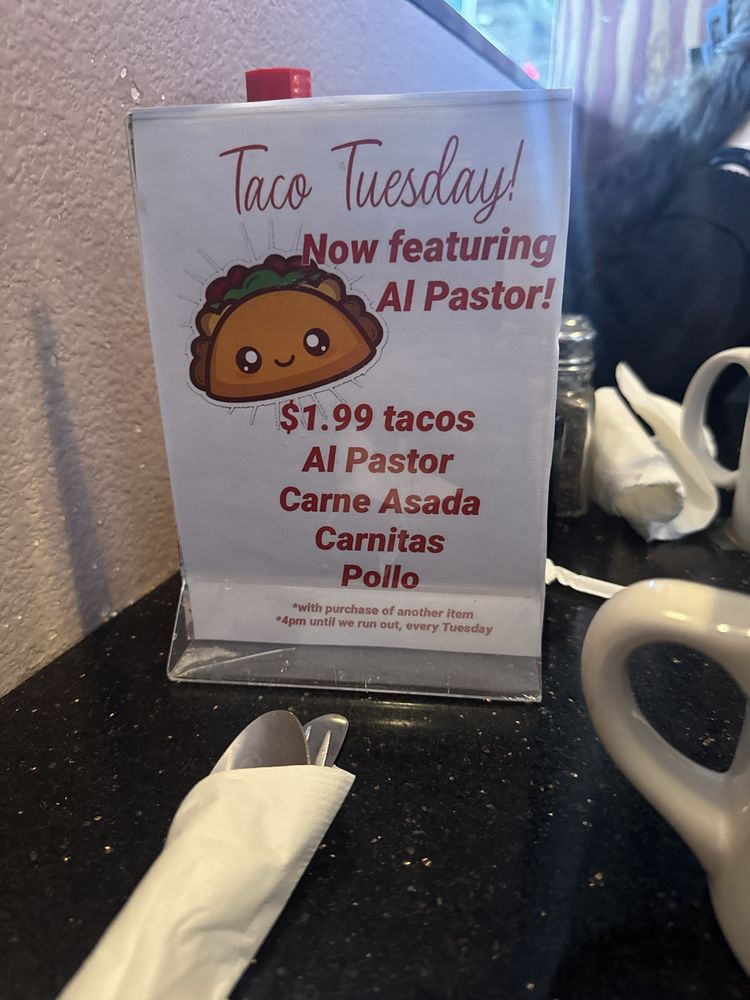 Taco Tuesday!
Now featuring
Al Pastor!
$1.99 tacos
Al Pastor
Carne Asada
Carnitas
Pollo
*with purchase of another item
*4pm until we run out, every Tuesday